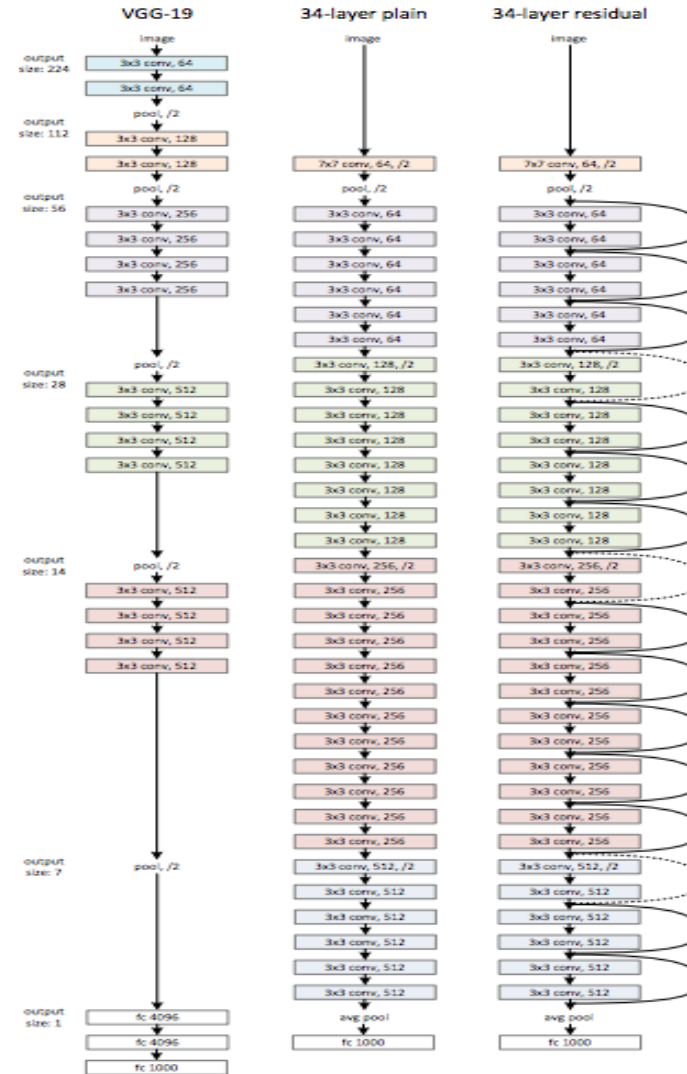 VGG-19
image
output
size: 224
3x3 conv, 64
3x3 conv, 64
pool, /2
output
size: 112
3x3 conv, 128
3x3 conv, 128
pool, /2
output
size: 56
3x3 conv, 256
3x3 conv, 256
3x3 conv, 256
3x3 conv, 256
pool, /2
output
size: 28
3x3 conv, 512
3x3 conv, 512
3x3 conv, 512
3x3 conv, 512
pool, /2
output
size: 14
3x3 conv, 512
3x3 conv, 512
3x3 conv, 512
3x3 conv, 512
output
size: 7
pool, /2
output
size: 1
fc 4096
fc 4096
fc 1000
34-layer plain
image
7x7 conv, 64, /2
pool, /2
3x3 conv, 64
3x3 conv, 64
3x3 conv, 64
3x3 conv, 64
3x3 conv, 64
3x3 conv, 64
3x3 conv, 128, /2
3x3 conv, 128
3x3 conv, 128
3x3 conv, 128
3x3 conv, 128
3x3 conv, 128
3x3 conv, 128
3x3 conv, 128
3x3 conv, 256, /2
3x3 conv, 256
3x3 conv, 256
3x3 conv, 256
3x3 conv, 256
3x3 conv, 256
3x3 conv, 256
3x3 conv, 256
3x3 conv, 256
3x3 conv, 256
3x3 conv, 256
3x3 conv, 256
3x3 conv, 512, /2
3x3 conv, 512
3x3 conv, 512
3x3 conv, 512
3x3 conv, 512
3x3 conv, 512
avg pool
fc 1000
34-layer residual
image
7x7 conv, 64, /2
pool, /2
3x3 conv, 64
3x3 conv, 64
3x3 conv, 64
3x3 conv, 64
3x3 conv, 64
3x3 conv, 64
3x3 conv, 128, /2
3x3 conv, 128
3x3 conv, 128
3x3 conv, 128
3x3 conv, 128
3x3 conv, 128
3x3 conv, 128
3x3 conv, 128
3x3 conv, 256, /2
3x3 conv, 256
3x3 conv, 256
3x3 conv, 256
3x3 conv, 256
3x3 conv, 256
3x3 conv, 256
3x3 conv, 256
3x3 conv, 256
3x3 conv, 256
3x3 conv, 256
3x3 conv, 256
3x3 conv, 512, /2
3x3 conv, 512
3x3 conv, 512
3x3 conv, 512
3x3 conv, 512
3x3 conv, 512
avg pool
fc 1000